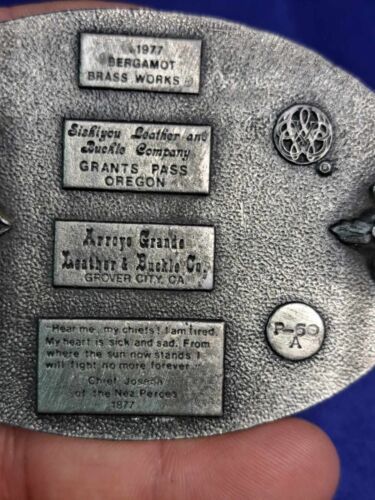 1977
BERGAMOT
BRASS WORKS
Siskiyou Leather and
Buckle Company
GRANTS PASS
OREGON
Arroyo Grande
Leather & Buckle Co.
GROVER CITY, CA
"Hear me, my chiefs! I am tired.
My heart is sick and sad. From
where the sun now stands I
will fight no more forever..."
Chief Joseph
of the Nez Perces
1877
R
P-60
A